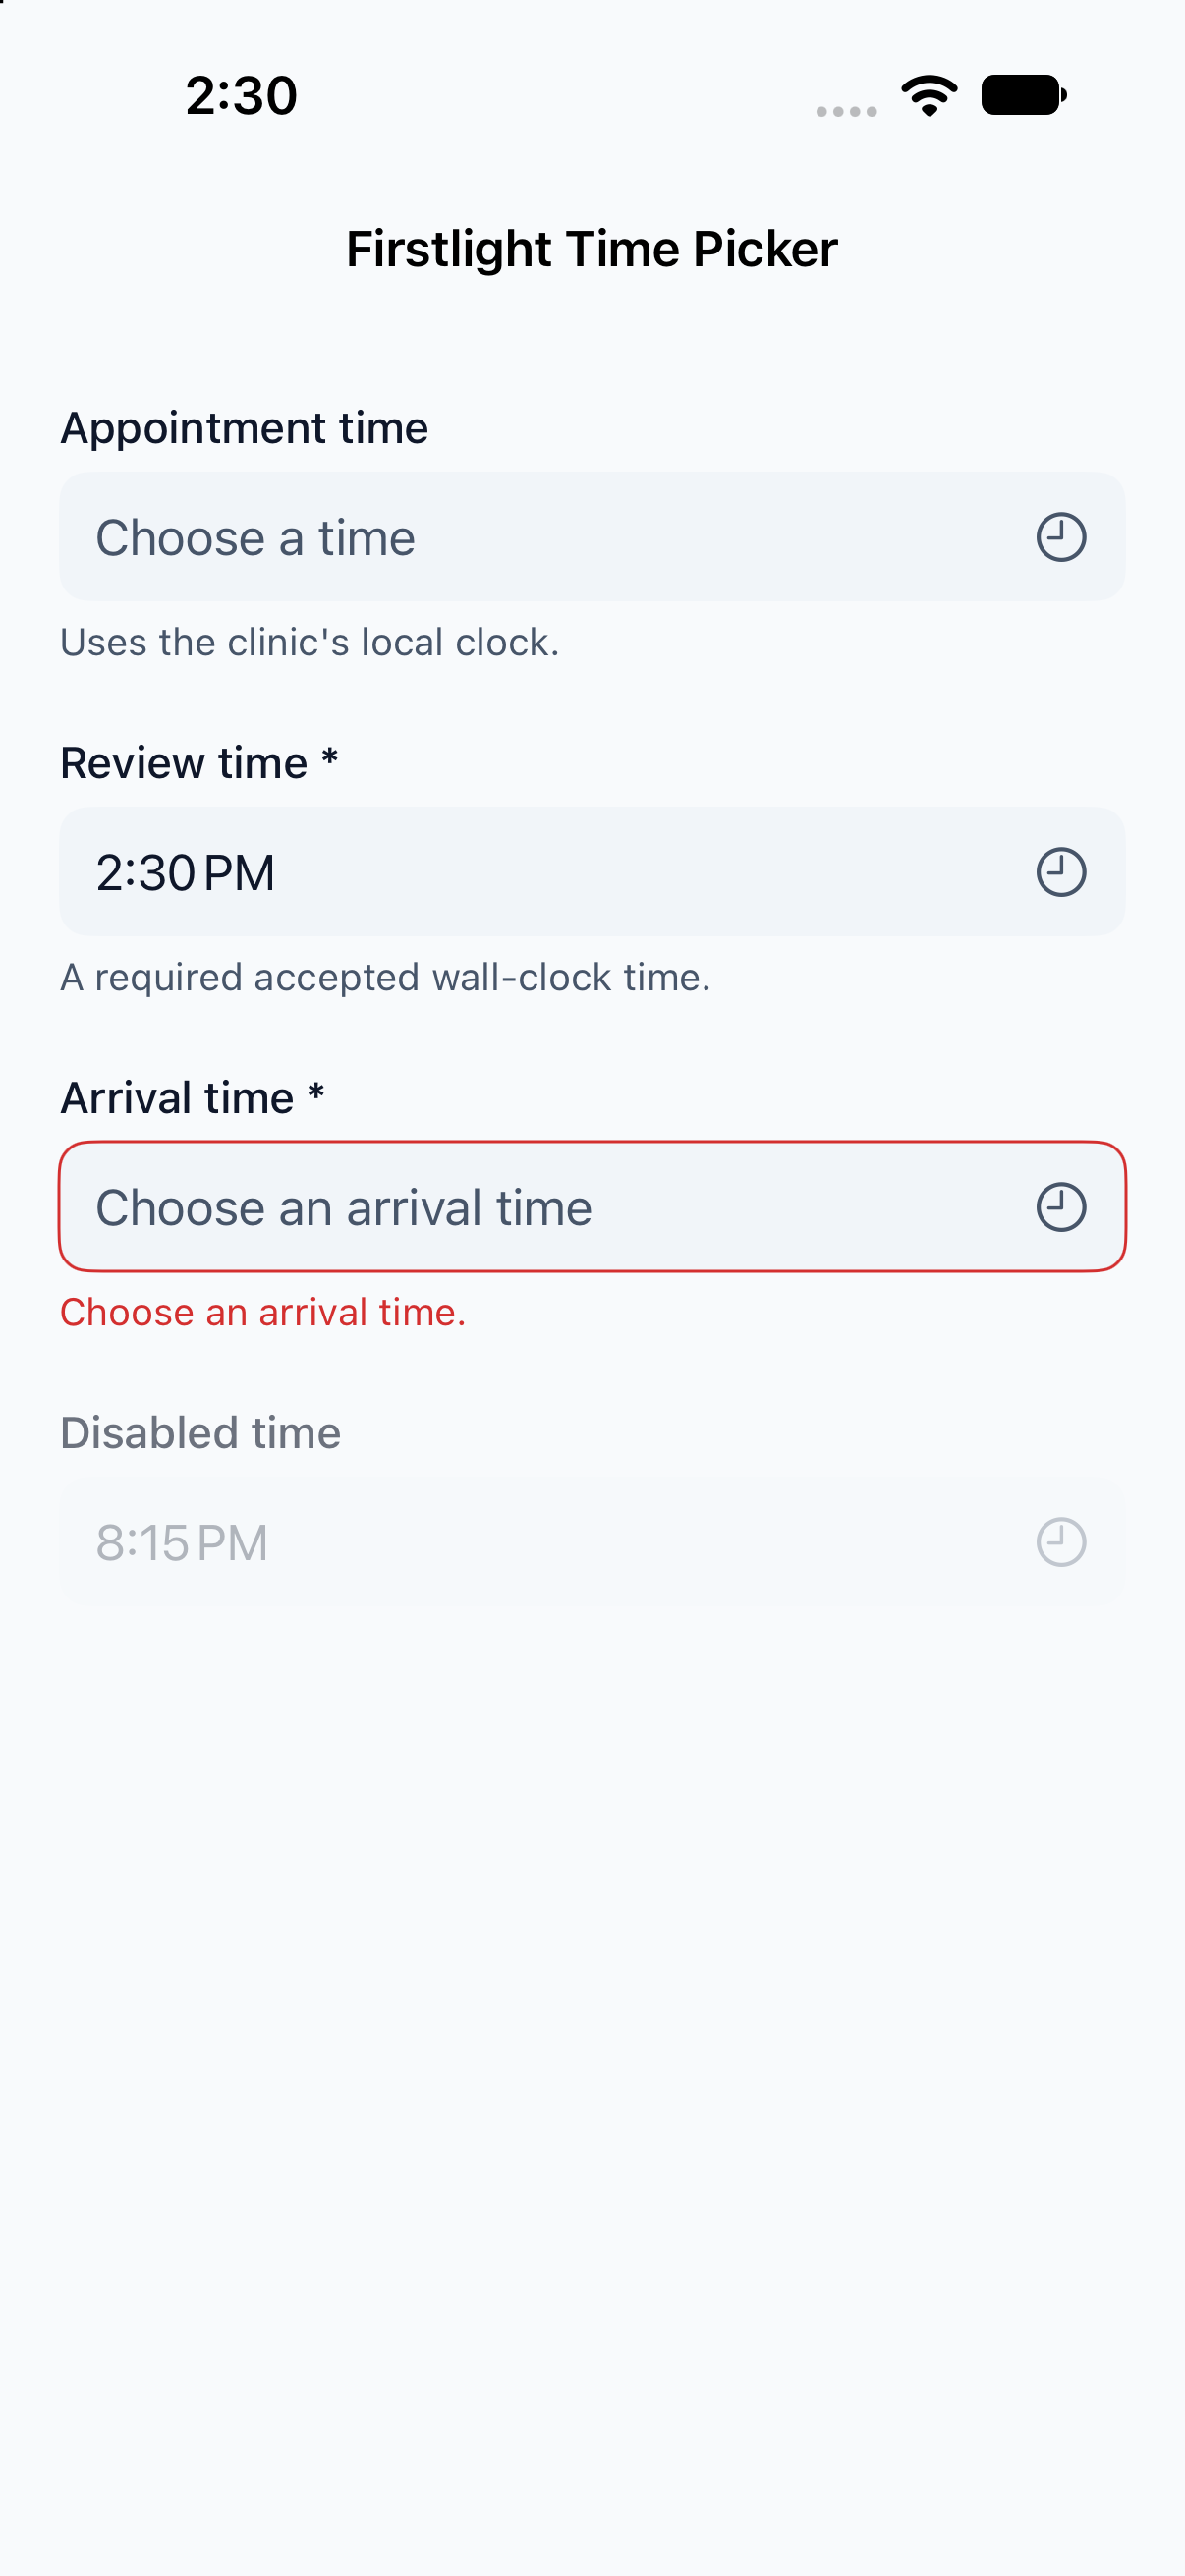 2:30
Firstlight Time Picker
Appointment time
Choose a time
Uses the clinic's local clock.
Review time *
2:30 PM
A required accepted wall-clock time.
Arrival time *
Choose an arrival time
Choose an arrival time.
Disabled time
8:15 PM